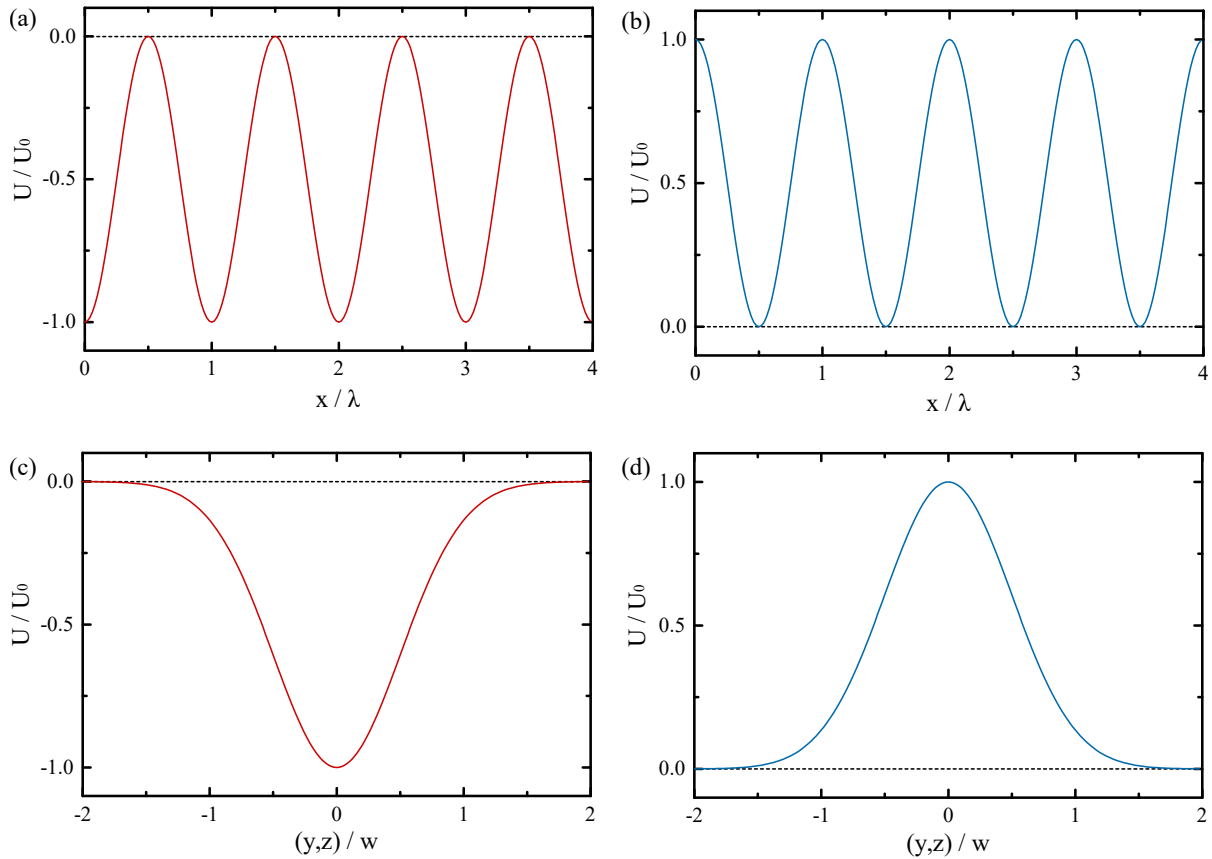 (a)
U / U₀
0.0
-0.5
-1.0
0 1 2 3 4
x / λ
(b)
U / U₀
1.0
0.5
0.0
0 1 2 3 4
x / λ
(c)
U / U₀
0.0
-0.5
-1.0
-2 -1 0 1 2
(y,z) / w
(d)
U / U₀
1.0
0.5
0.0
-2 -1 0 1 2
(y,z) / w